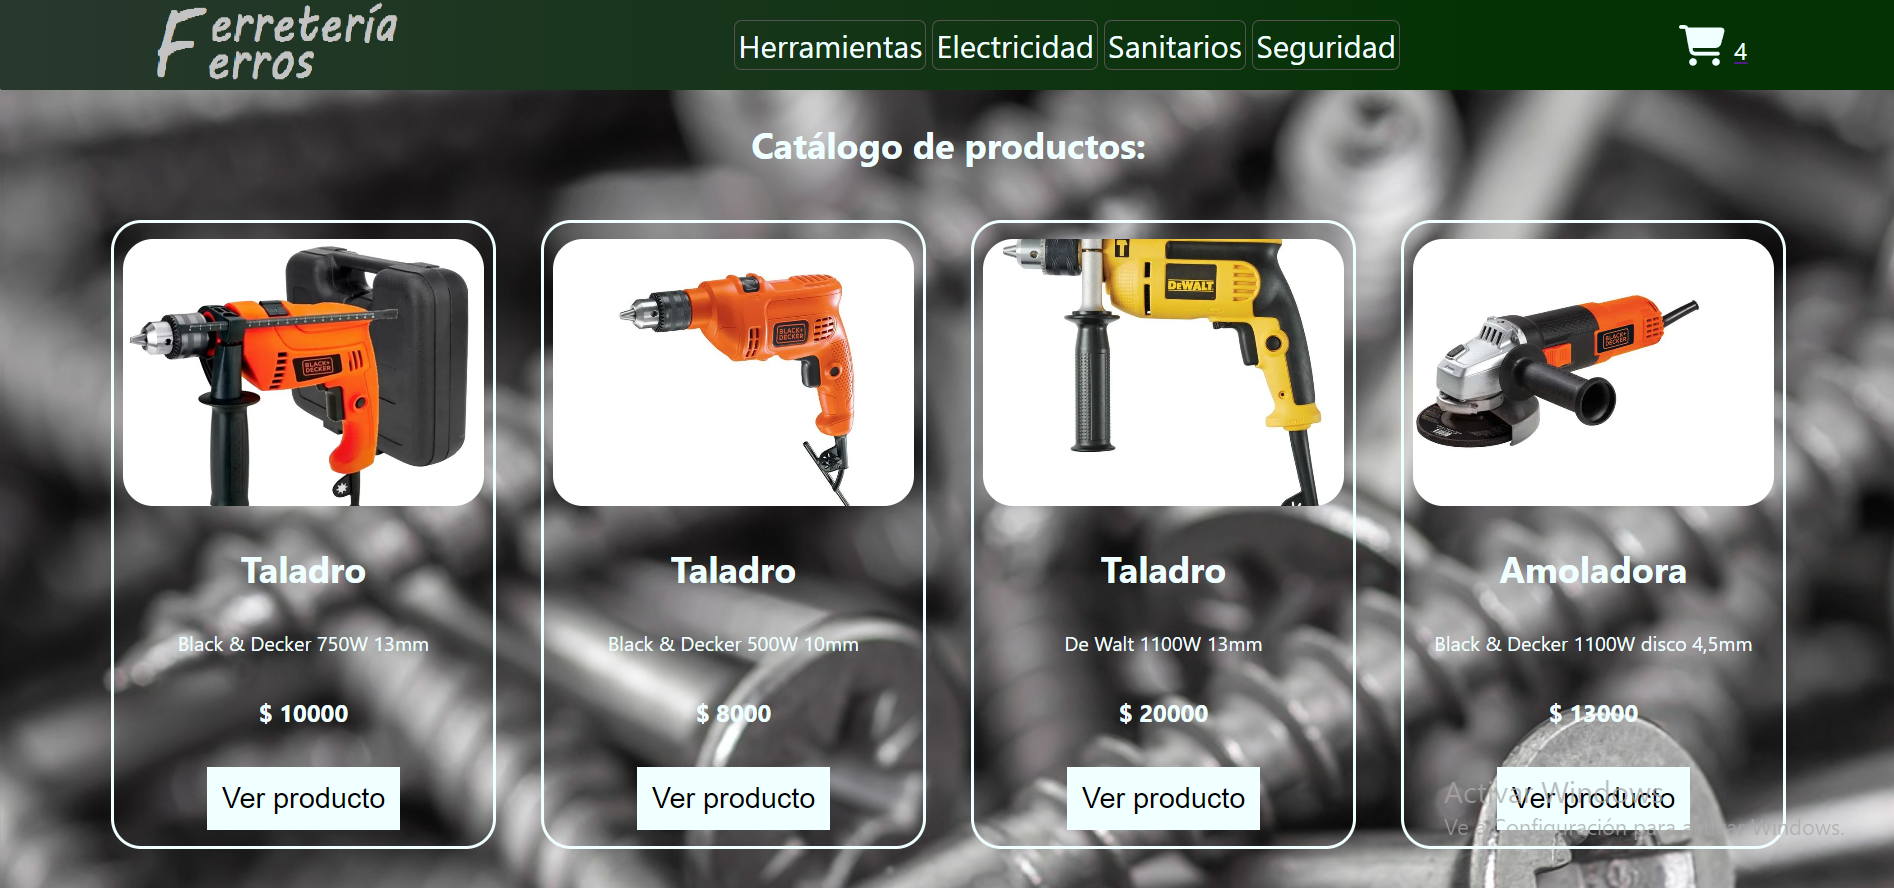 Ferretería
Ferros
Herramientas Electricidad Sanitarios Seguridad
4
Catálogo de productos:
BLACK+
DECKER
BLACK+
DECKER
DEWALT
BLACK+
DECKER
Taladro
Taladro
Taladro
Amoladora
Black & Decker 750W 13mm
Black & Decker 500W 10mm
De Walt 1100W 13mm
Black & Decker 1100W disco 4,5mm
$ 10000
$ 8000
$ 20000
$ 13000
Ver producto
Ver producto
Ver producto
Ver producto
Activar Windows
Ve a Configuración para activar Windows.